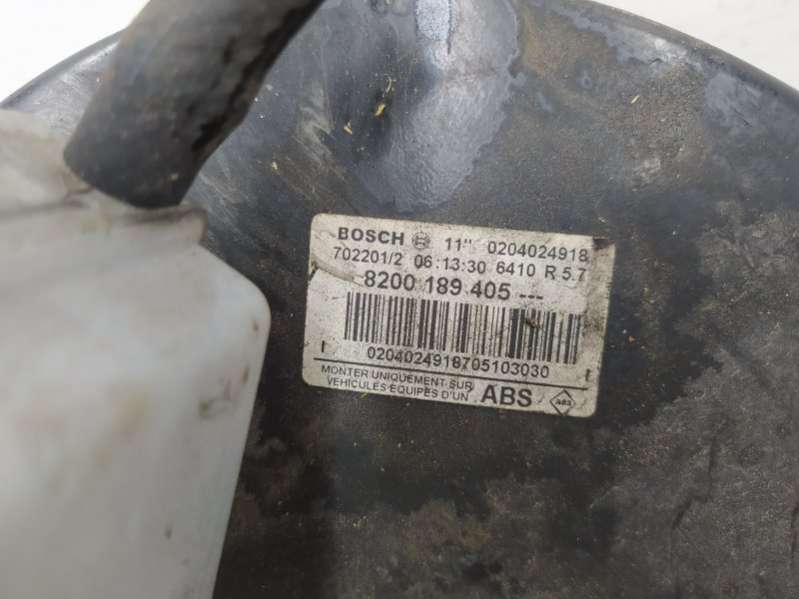 BOSCH 11" 0204024918
702201/2 06:13:30 6410 R 5.7
8200 189 405 ---
0204024918705103030
MONTER UNIQUEMENT SUR
VEHICULES EQUIPES D'UN ABS
ABS